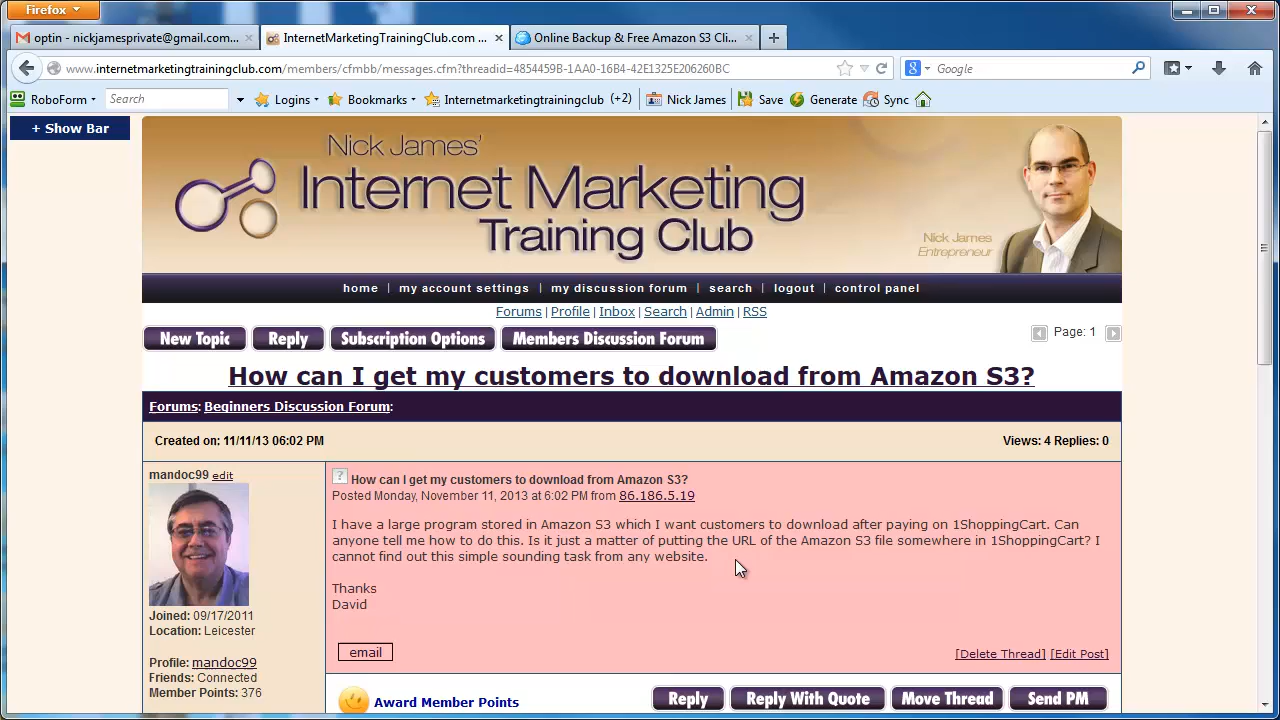 Firefox
optin - nickjamesprivate@gmail.com...
InternetMarketingTrainingClub.com ...
Online Backup & Free Amazon S3 Cli...
www.internetmarketingtrainingclub.com/members/cfmbb/messages.cfm?threadid=4854459B-1AA0-16B4-42E1325E206260BC
Google
RoboForm
Search
Logins
Bookmarks
Internetmarketingtrainingclub (+2)
Nick James
Save
Generate
Sync
+ Show Bar
Nick James'
Internet Marketing
Training Club
Nick James
Entrepreneur
home | my account settings | my discussion forum | search | logout | control panel
Forums | Profile | Inbox | Search | Admin | RSS
New Topic
Reply
Subscription Options
Members Discussion Forum
Page: 1
How can I get my customers to download from Amazon S3?
Forums: Beginners Discussion Forum:
Created on: 11/11/13 06:02 PM
Views: 4 Replies: 0
mandoc99 edit
Joined: 09/17/2011
Location: Leicester
Profile: mandoc99
Friends: Connected
Member Points: 376
? How can I get my customers to download from Amazon S3?
Posted Monday, November 11, 2013 at 6:02 PM from 86.186.5.19
I have a large program stored in Amazon S3 which I want customers to download after paying on 1ShoppingCart. Can
anyone tell me how to do this. Is it just a matter of putting the URL of the Amazon S3 file somewhere in 1ShoppingCart? I
cannot find out this simple sounding task from any website.
Thanks
David
email
[Delete Thread] [Edit Post]
Award Member Points
Reply
Reply With Quote
Move Thread
Send PM